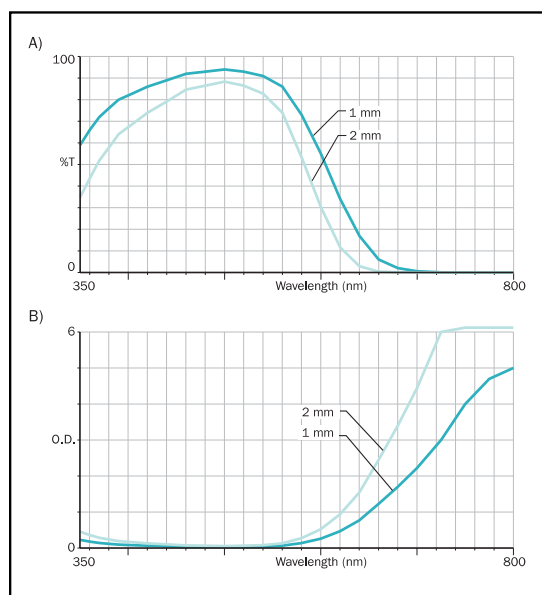 A)
100
1 mm
2 mm
%T
0
350
Wavelength (nm)
800
B)
6
2 mm
1 mm
O.D.
0
350
Wavelength (nm)
800